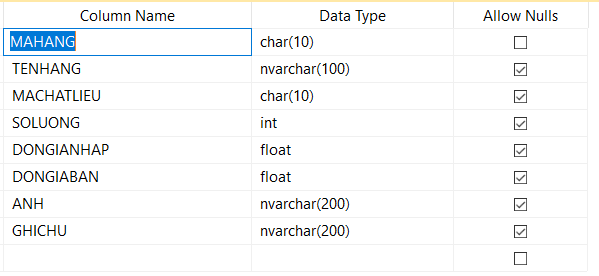 Column Name Data Type Allow Nulls
MAHANG char(10)
TENHANG nvarchar(100)
MACHATLIEU char(10)
SOLUONG int
DONGIANHAP float
DONGIABAN float
ANH nvarchar(200)
GHICHU nvarchar(200)